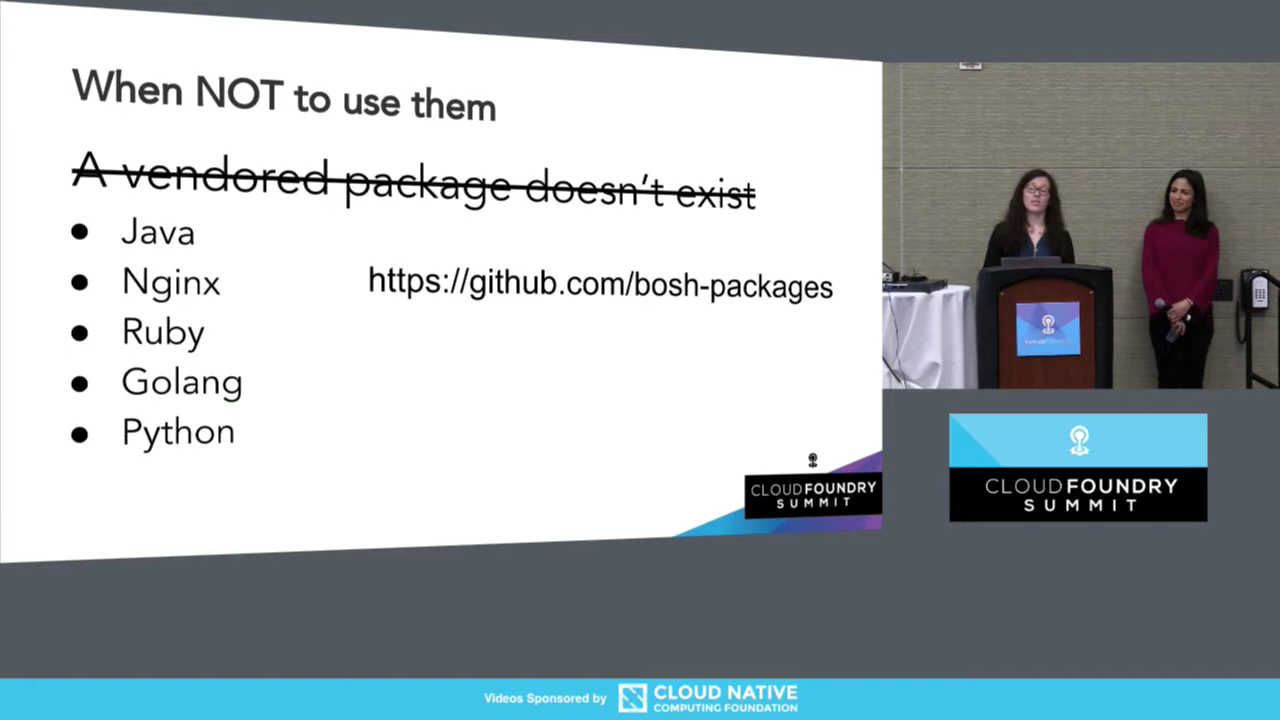 When NOT to use them
A vendored package doesn't exist
● Java
● Nginx
https://github.com/bosh-packages
● Ruby
● Golang
● Python
CLOUDFOUNDRY
SUMMIT
CLOUDFOUNDRY
SUMMIT
Videos Sponsored by
CLOUD NATIVE
COMPUTING FOUNDATION